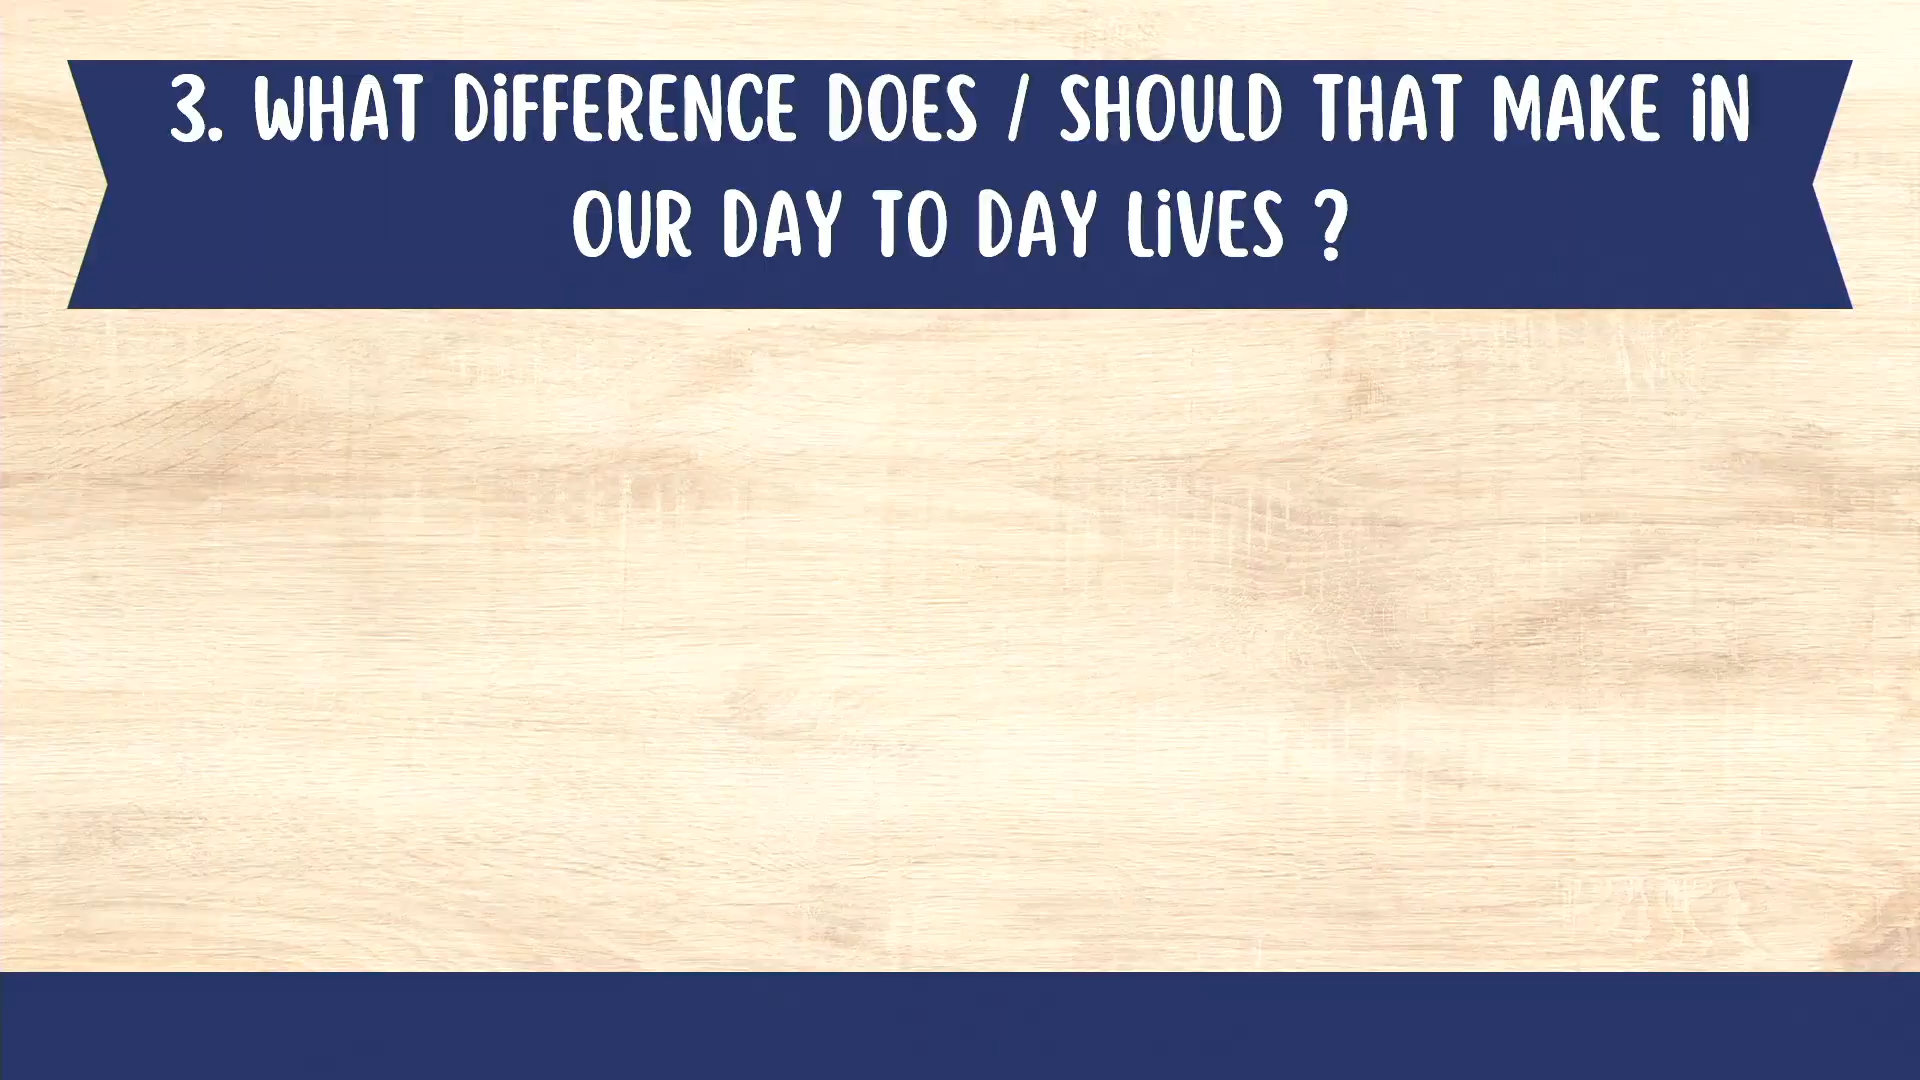 3. WHAT DiFFERENCE DOES / SHOULD THAT MAKE iN
OUR DAY TO DAY LiVES ?